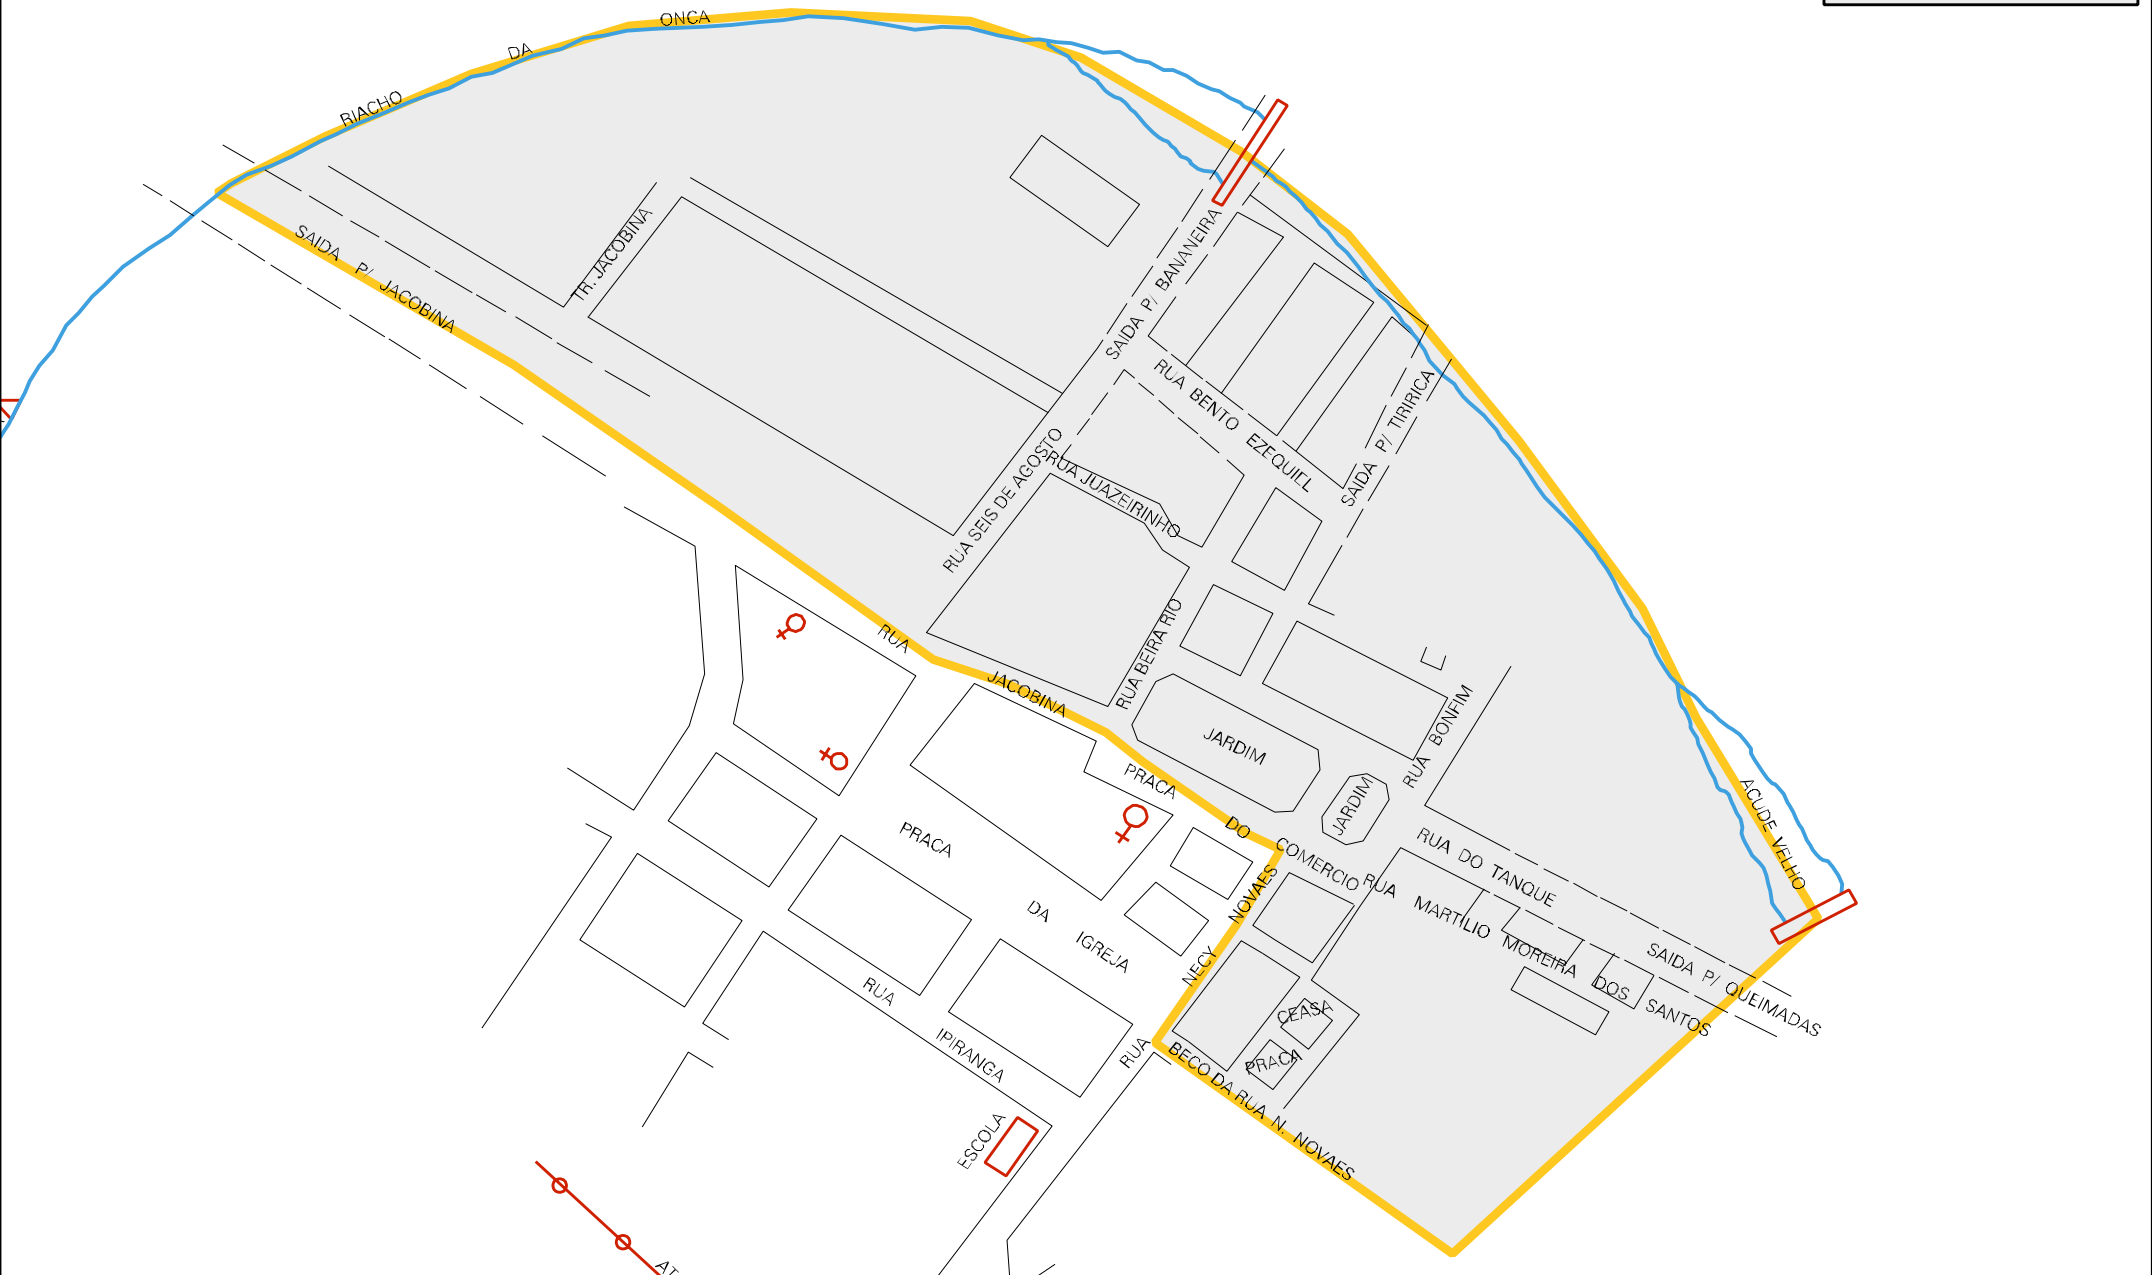 ONCA
DA
RIACHO
SAIDA P/ JACOBINA
TR. JACOBINA
SAIDA P/ BANANEIRA
RUA BENTO EZEQUIEL
SAIDA P/ TIRIRICA
RUA SEIS DE AGOSTO
RUA JUAZEIRINHO
RUA BEIRA RIO
RUA JACOBINA
JARDIM
JARDIM
RUA BONFIM
PRACA DO COMERCIO
ACUDE VELHO
RUA DO TANQUE
RUA MARTILIO MOREIRA DOS SANTOS
SAIDA P/ QUEIMADAS
PRACA DA IGREJA
RUA NECY NOVAES
CEASA
PRACA
BECO DA RUA N. NOVAES
RUA IPIRANGA
ESCOLA